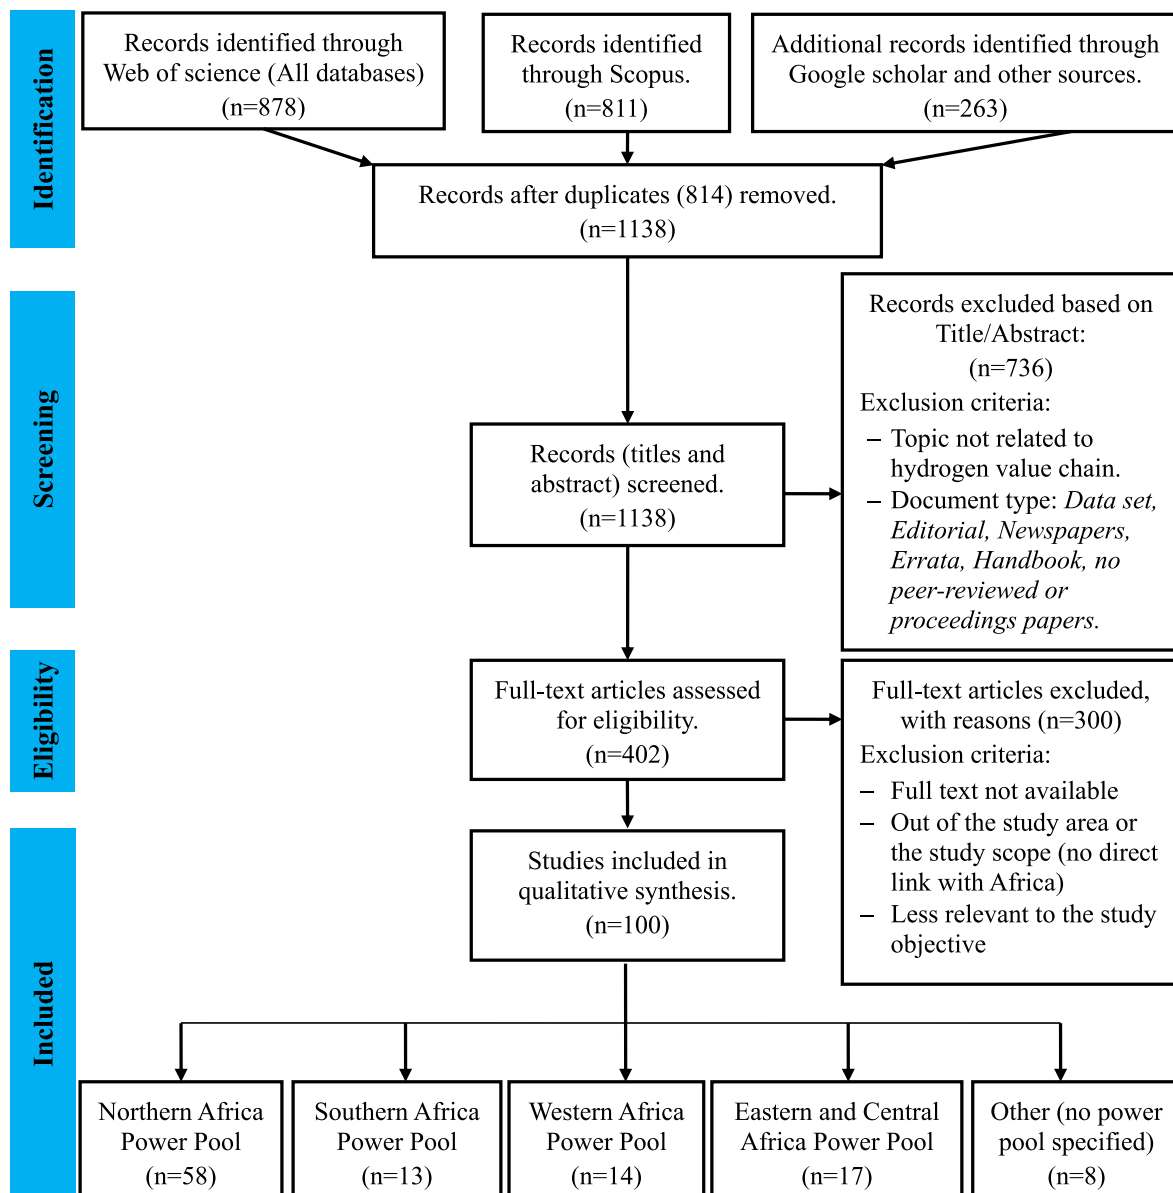 Identification
Records identified through
Web of science (All databases)
(n=878)
Records identified
through Scopus.
(n=811)
Additional records identified through
Google scholar and other sources.
(n=263)
Records after duplicates (814) removed.
(n=1138)
Screening
Records (titles and
abstract) screened.
(n=1138)
Records excluded based on
Title/Abstract:
(n=736)
Exclusion criteria:
– Topic not related to
hydrogen value chain.
– Document type: Data set,
Editorial, Newspapers,
Errata, Handbook, no
peer-reviewed or
proceedings papers.
Eligibility
Full-text articles assessed
for eligibility.
(n=402)
Full-text articles excluded,
with reasons (n=300)
Exclusion criteria:
– Full text not available
– Out of the study area or
the study scope (no direct
link with Africa)
– Less relevant to the study
objective
Included
Studies included in
qualitative synthesis.
(n=100)
Northern Africa
Power Pool
(n=58)
Southern Africa
Power Pool
(n=13)
Western Africa
Power Pool
(n=14)
Eastern and Central
Africa Power Pool
(n=17)
Other (no power
pool specified)
(n=8)